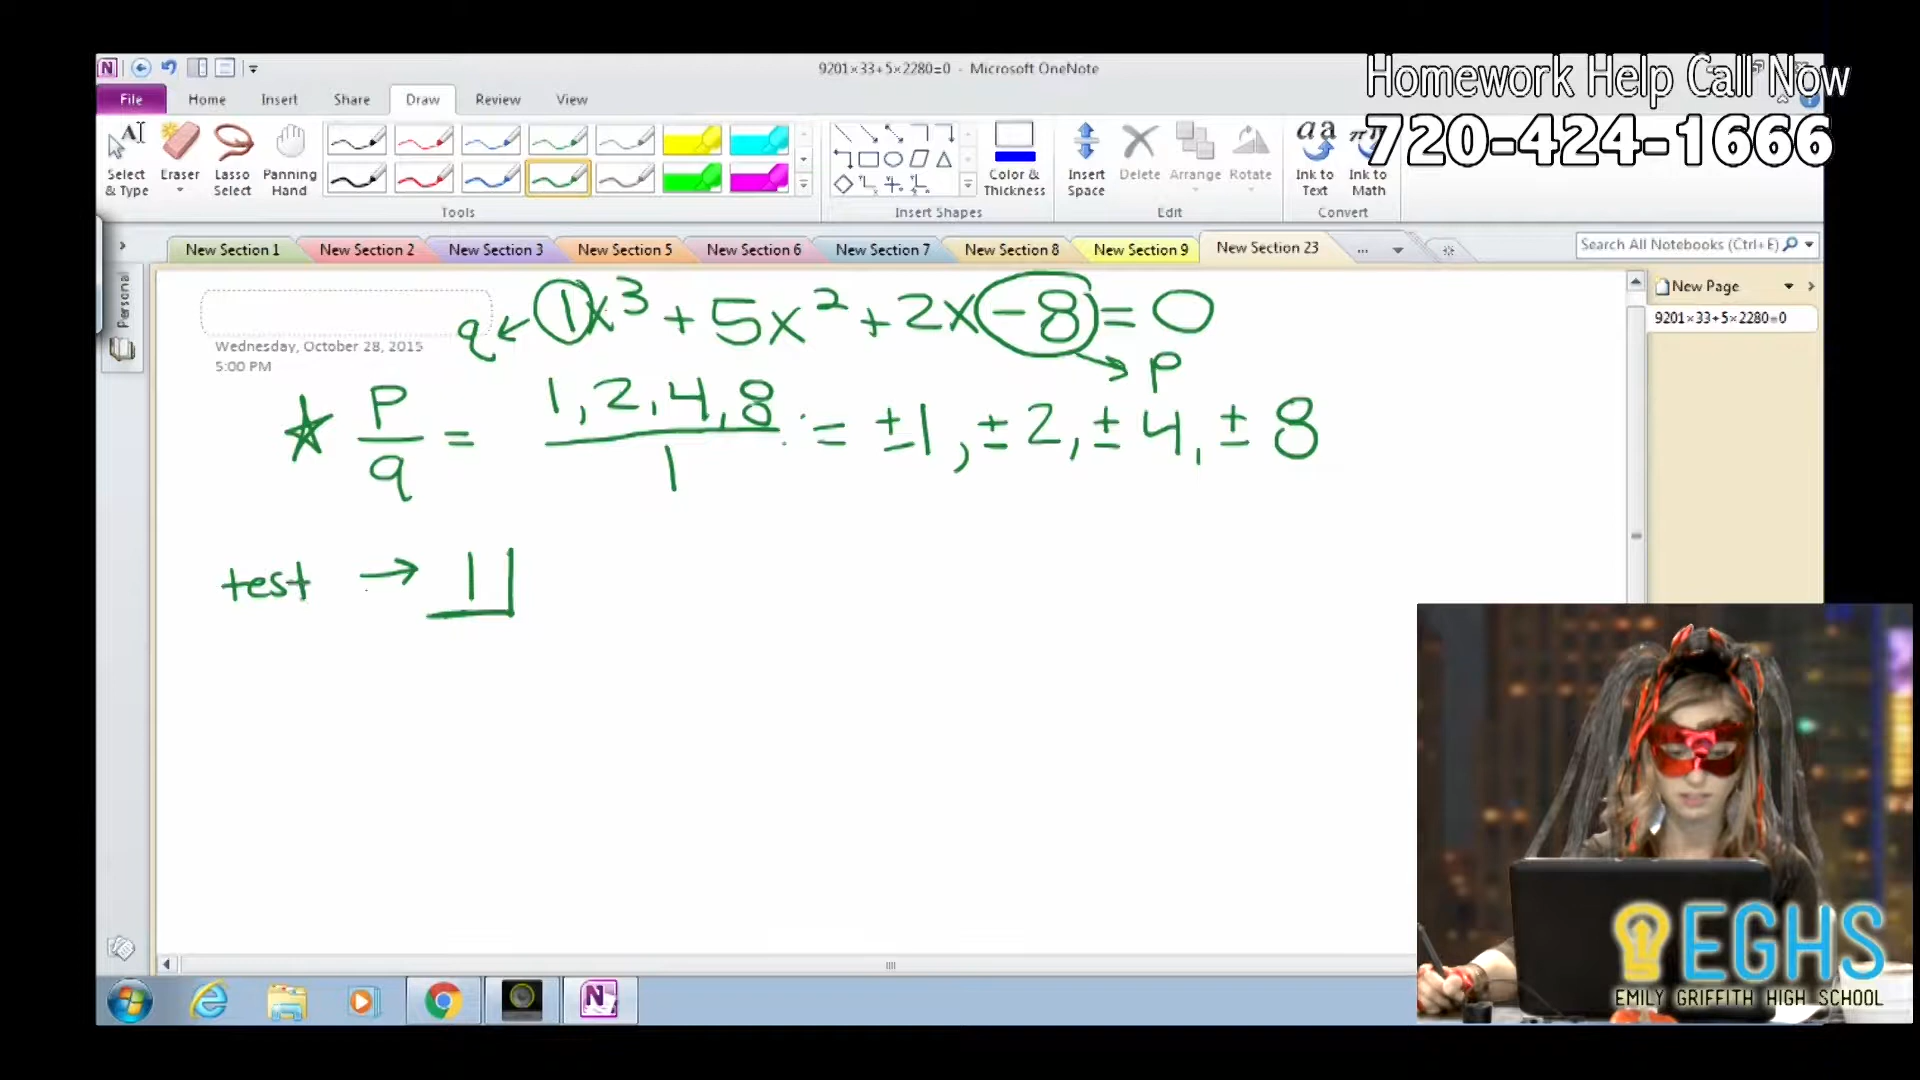 9201×33+5×2280=0 - Microsoft OneNote
Homework Help Call Now
720-424-1666
File Home Insert Share Draw Review View
Select & Type
Eraser
Lasso Select
Panning Hand
Color & Thickness
Insert Space
Delete
Arrange
Rotate
Ink to Text
Ink to Math
Tools
Insert Shapes
Edit
Convert
New Section 1 New Section 2 New Section 3 New Section 5 New Section 6 New Section 7 New Section 8 New Section 9 New Section 23 ...
Search All Notebooks (Ctrl+E)
Personal
New Page
9201×33+5×2280=0
q ← 1x³ + 5x² + 2x - 8 = 0
→ p
Wednesday, October 28, 2015
5:00 PM
★ p/q = 1, 2, 4, 8 / 1 = ±1, ±2, ±4, ±8
test → 1
EGHS
EMILY GRIFFITH HIGH SCHOOL